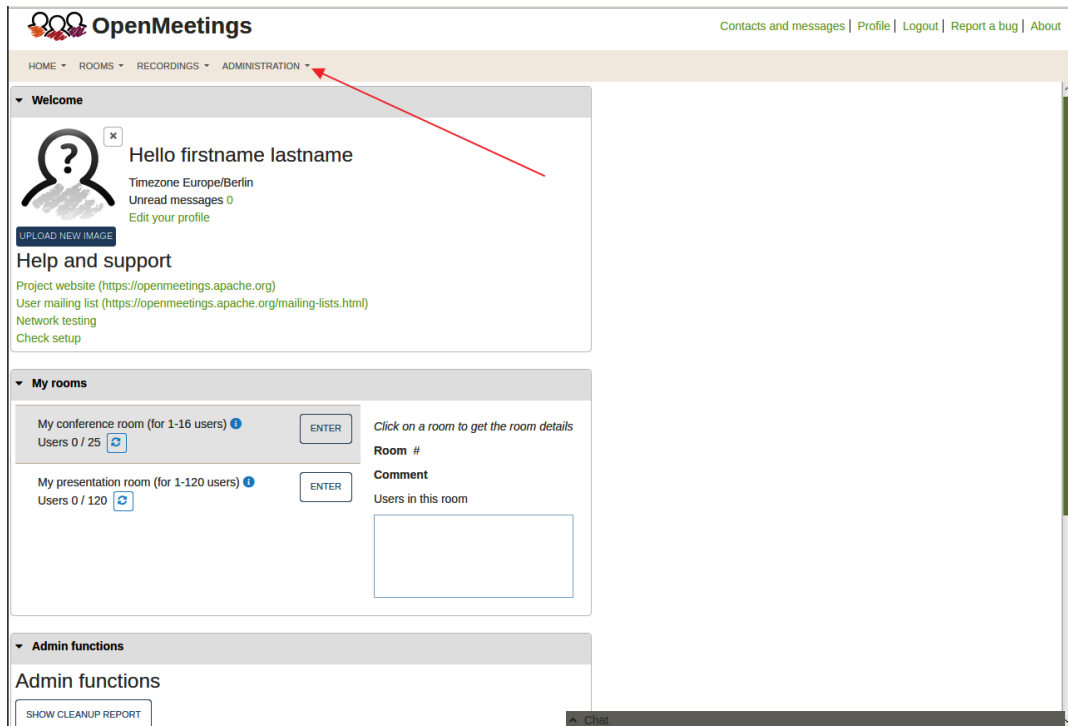 OpenMeetings
Contacts and messages | Profile | Logout | Report a bug | About
HOME ROOMS RECORDINGS ADMINISTRATION
Welcome
Hello firstname lastname
Timezone Europe/Berlin
Unread messages 0
Edit your profile
UPLOAD NEW IMAGE
Help and support
Project website (https://openmeetings.apache.org)
User mailing list (https://openmeetings.apache.org/mailing-lists.html)
Network testing
Check setup
My rooms
My conference room (for 1-16 users)
Users 0 / 25
ENTER
My presentation room (for 1-120 users)
Users 0 / 120
ENTER
Click on a room to get the room details
Room #
Comment
Users in this room
Admin functions
Admin functions
SHOW CLEANUP REPORT
Chat